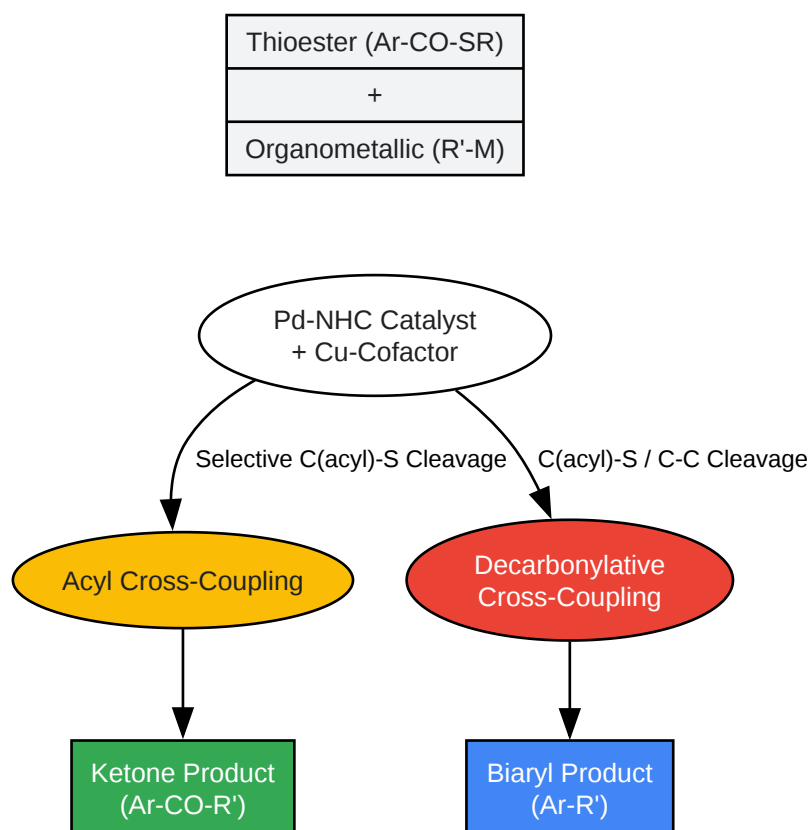 Thioester (Ar-CO-SR)
+
Organometallic (R'-M)
Pd-NHC Catalyst
+ Cu-Cofactor
Selective C(acyl)-S Cleavage
C(acyl)-S / C-C Cleavage
Acyl Cross-Coupling
Decarbonylative
Cross-Coupling
Ketone Product
(Ar-CO-R')
Biaryl Product
(Ar-R')